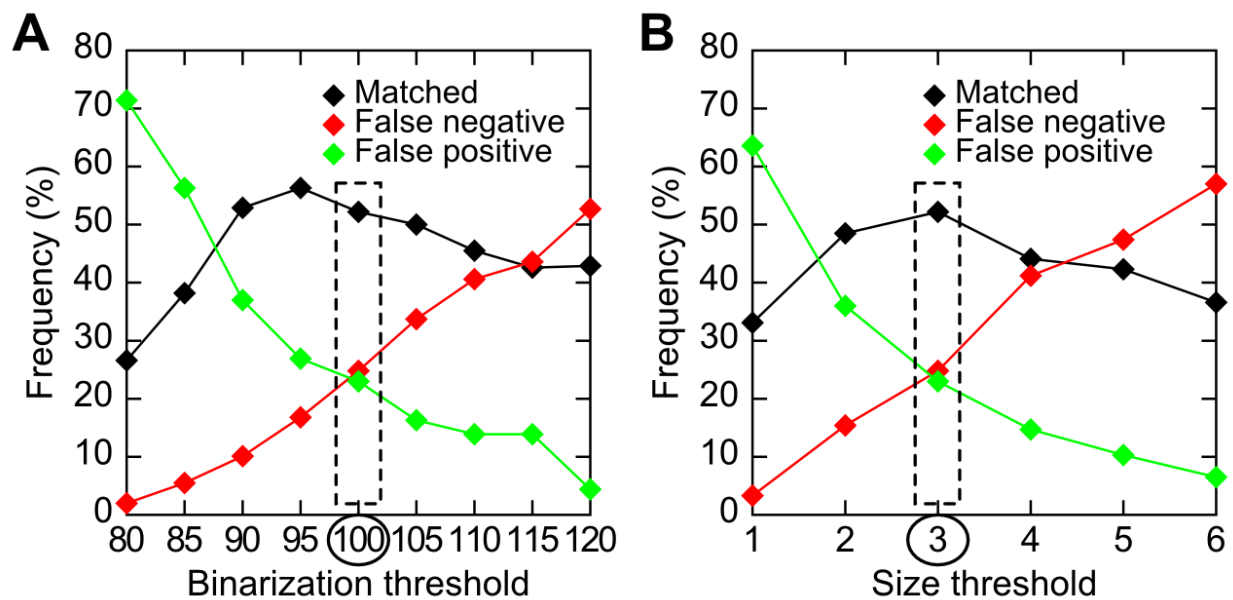 A
Frequency (%)
80
70
60
50
40
30
20
10
0
Matched
False negative
False positive
80 85 90 95 100 105 110 115 120
Binarization threshold
B
Frequency (%)
80
70
60
50
40
30
20
10
0
Matched
False negative
False positive
1 2 3 4 5 6
Size threshold